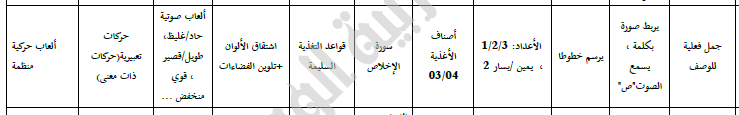 جمل فعلية
للوصف
يربط صورة
بكلمة ،
يسمع
الصوت"ص"
يرسم خطوطا
الأعداد: 1/2/3
، يمين /يسار 2
أصناف
الأغذية
03/04
سورة
الإخلاص
قواعد التغذية
السليمة
اشتقاق الألوان
+تلوين الفضاءات
ألعاب صوتية
حاد/غليظ،
طويل/قصير
، قوي
منخفض ...
حركات
تعبيرية(حركات
ذات معنى)
ألعاب حركية
منظمة